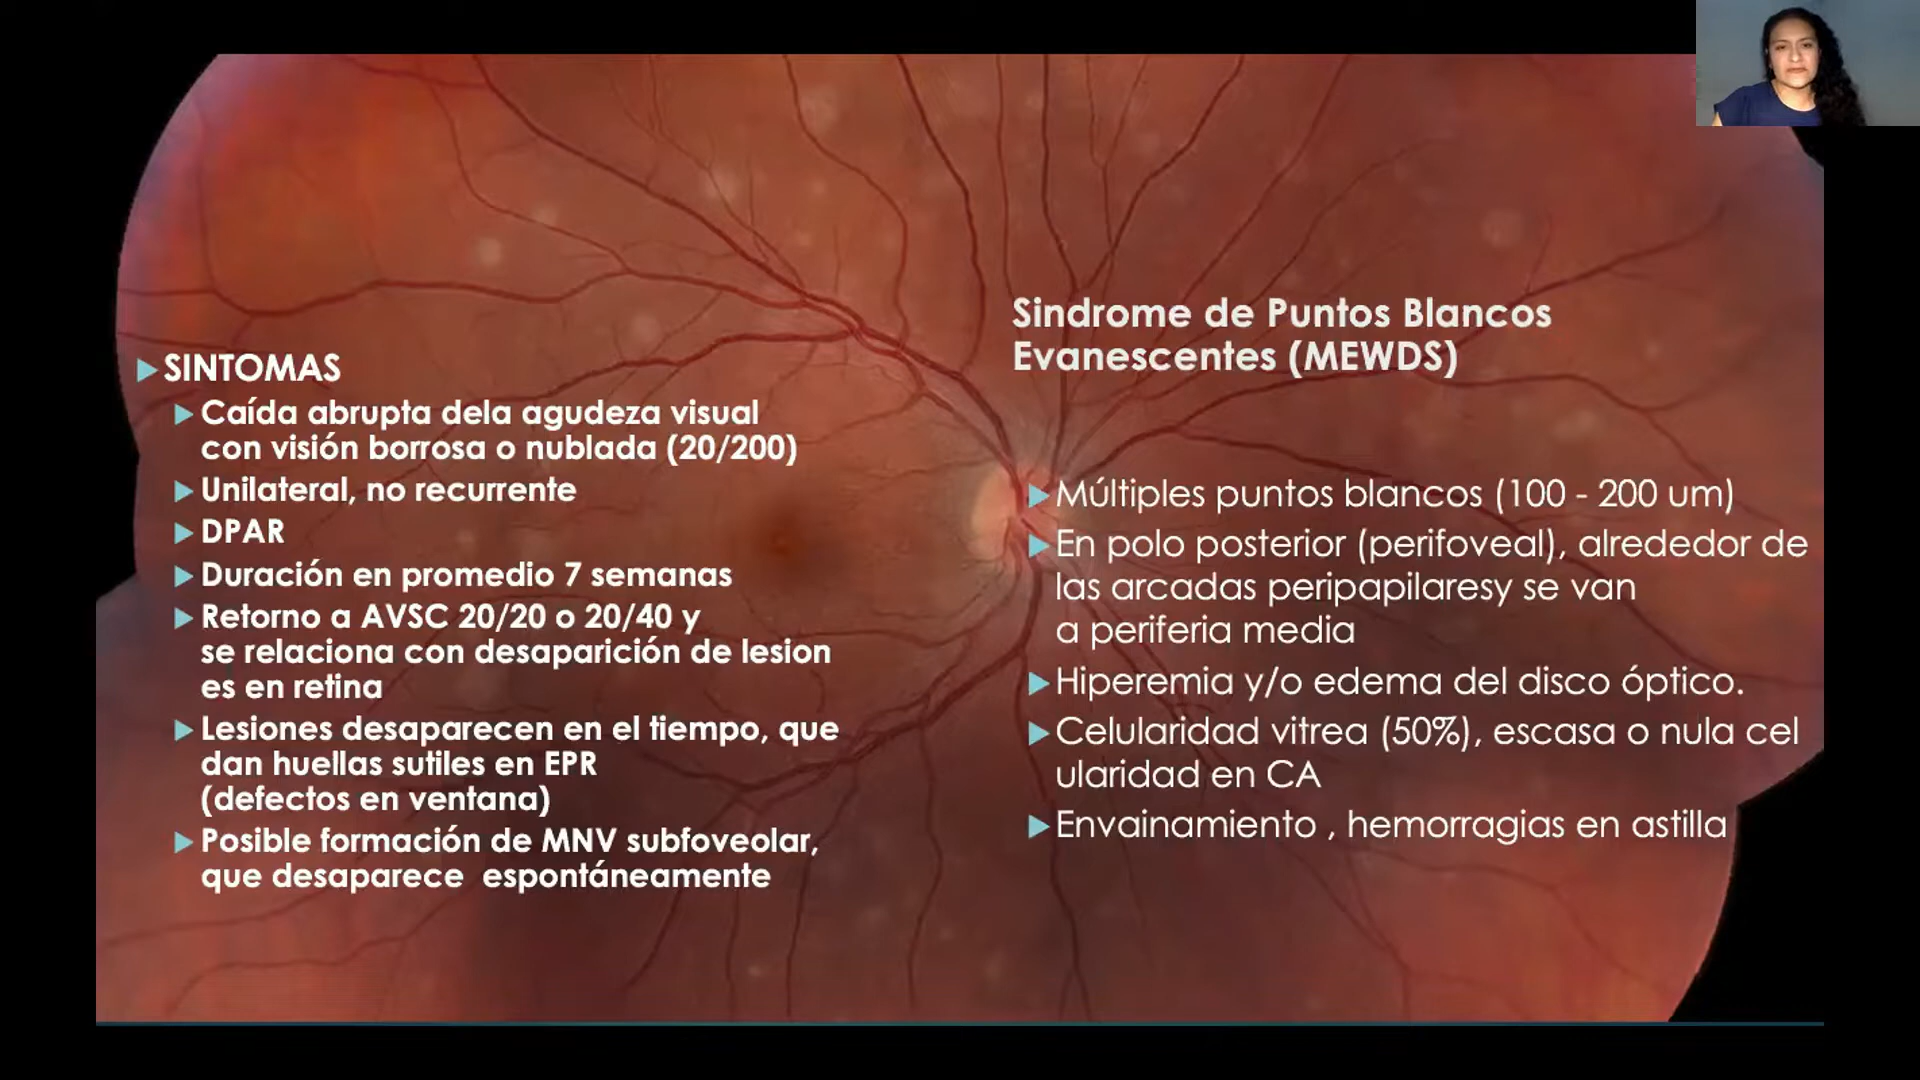 SINTOMAS
Caída abrupta dela agudeza visual
con visión borrosa o nublada (20/200)
Unilateral, no recurrente
DPAR
Duración en promedio 7 semanas
Retorno a AVSC 20/20 o 20/40 y
se relaciona con desaparición de lesion
es en retina
Lesiones desaparecen en el tiempo, que
dan huellas sutiles en EPR
(defectos en ventana)
Posible formación de MNV subfoveolar,
que desaparece espontáneamente
Sindrome de Puntos Blancos
Evanescentes (MEWDS)
Múltiples puntos blancos (100 - 200 um)
En polo posterior (perifoveal), alrededor de
las arcadas peripapilaresy se van
a periferia media
Hiperemia y/o edema del disco óptico.
Celularidad vitrea (50%), escasa o nula cel
ularidad en CA
Envainamiento , hemorragias en astilla